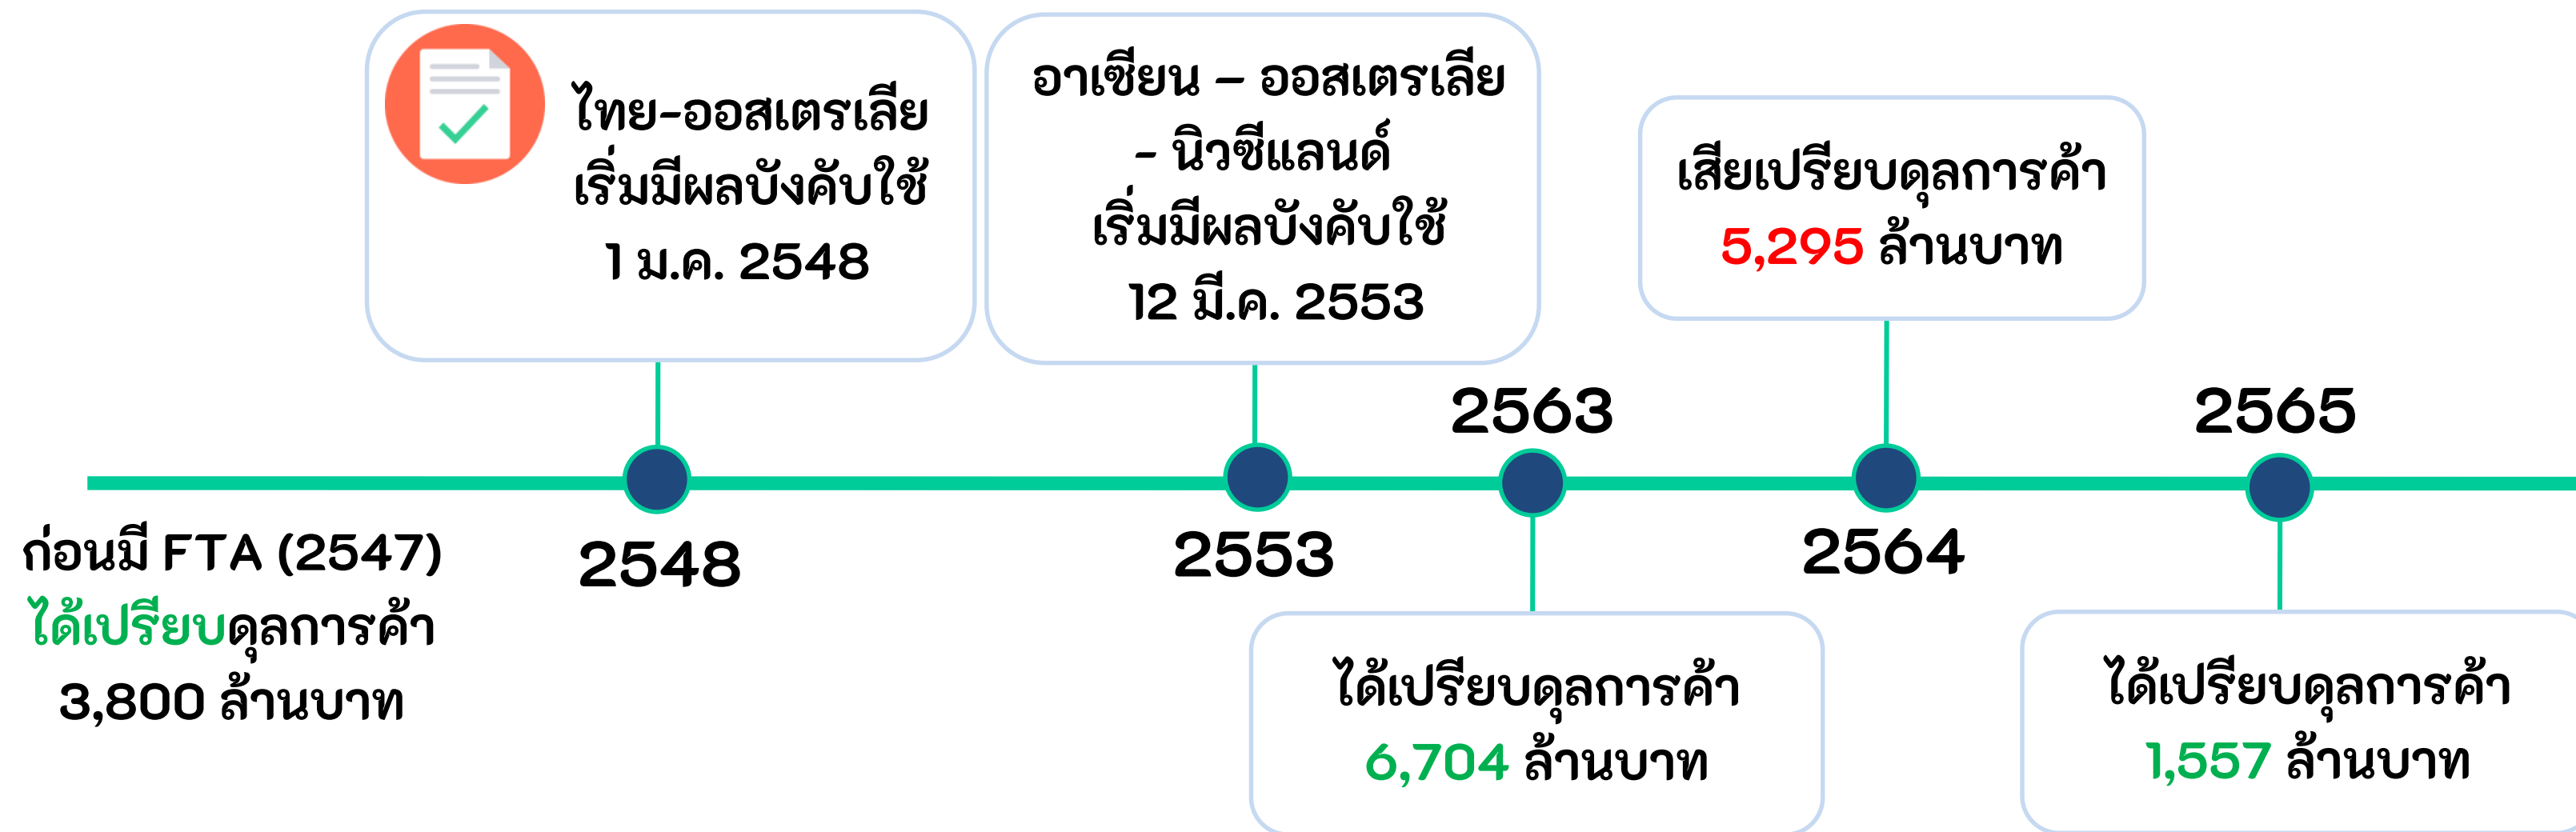 ไทย-ออสเตรเลีย
เริ่มมีผลบังคับใช้
1 ม.ค. 2548
อาเซียน – ออสเตรเลีย
- นิวซีแลนด์
เริ่มมีผลบังคับใช้
12 มี.ค. 2553
เสียเปรียบดุลการค้า
5,295 ล้านบาท
2563
2565
ก่อนมี FTA (2547)
ได้เปรียบดุลการค้า
3,800 ล้านบาท
2548
2553
2564
ได้เปรียบดุลการค้า
6,704 ล้านบาท
ได้เปรียบดุลการค้า
1,557 ล้านบาท